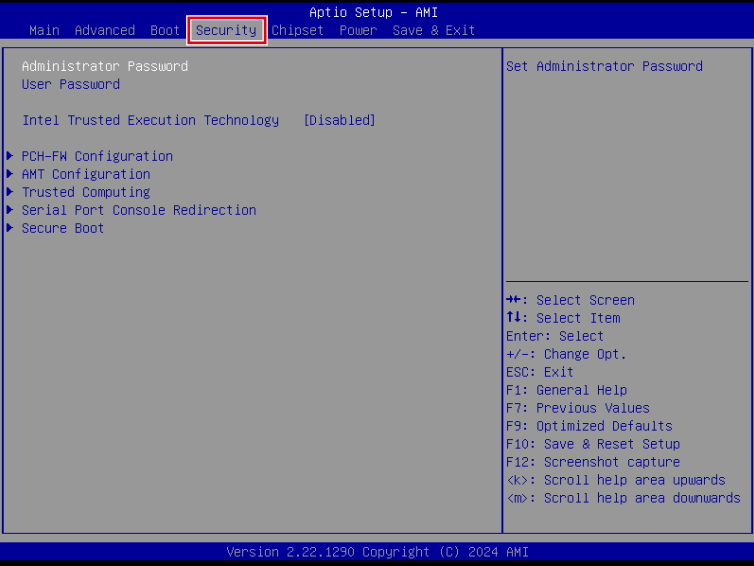 Aptio Setup – AMI
Main Advanced Boot Security Chipset Power Save & Exit
Administrator Password
User Password
Intel Trusted Execution Technology [Disabled]
PCH-FW Configuration
AMT Configuration
Trusted Computing
Serial Port Console Redirection
Secure Boot
Set Administrator Password
→←: Select Screen
↑↓: Select Item
Enter: Select
+/-: Change Opt.
ESC: Exit
F1: General Help
F7: Previous Values
F9: Optimized Defaults
F10: Save & Reset Setup
F12: Screenshot capture
<k>: Scroll help area upwards
<m>: Scroll help area downwards
Version 2.22.1290 Copyright (C) 2024 AMI